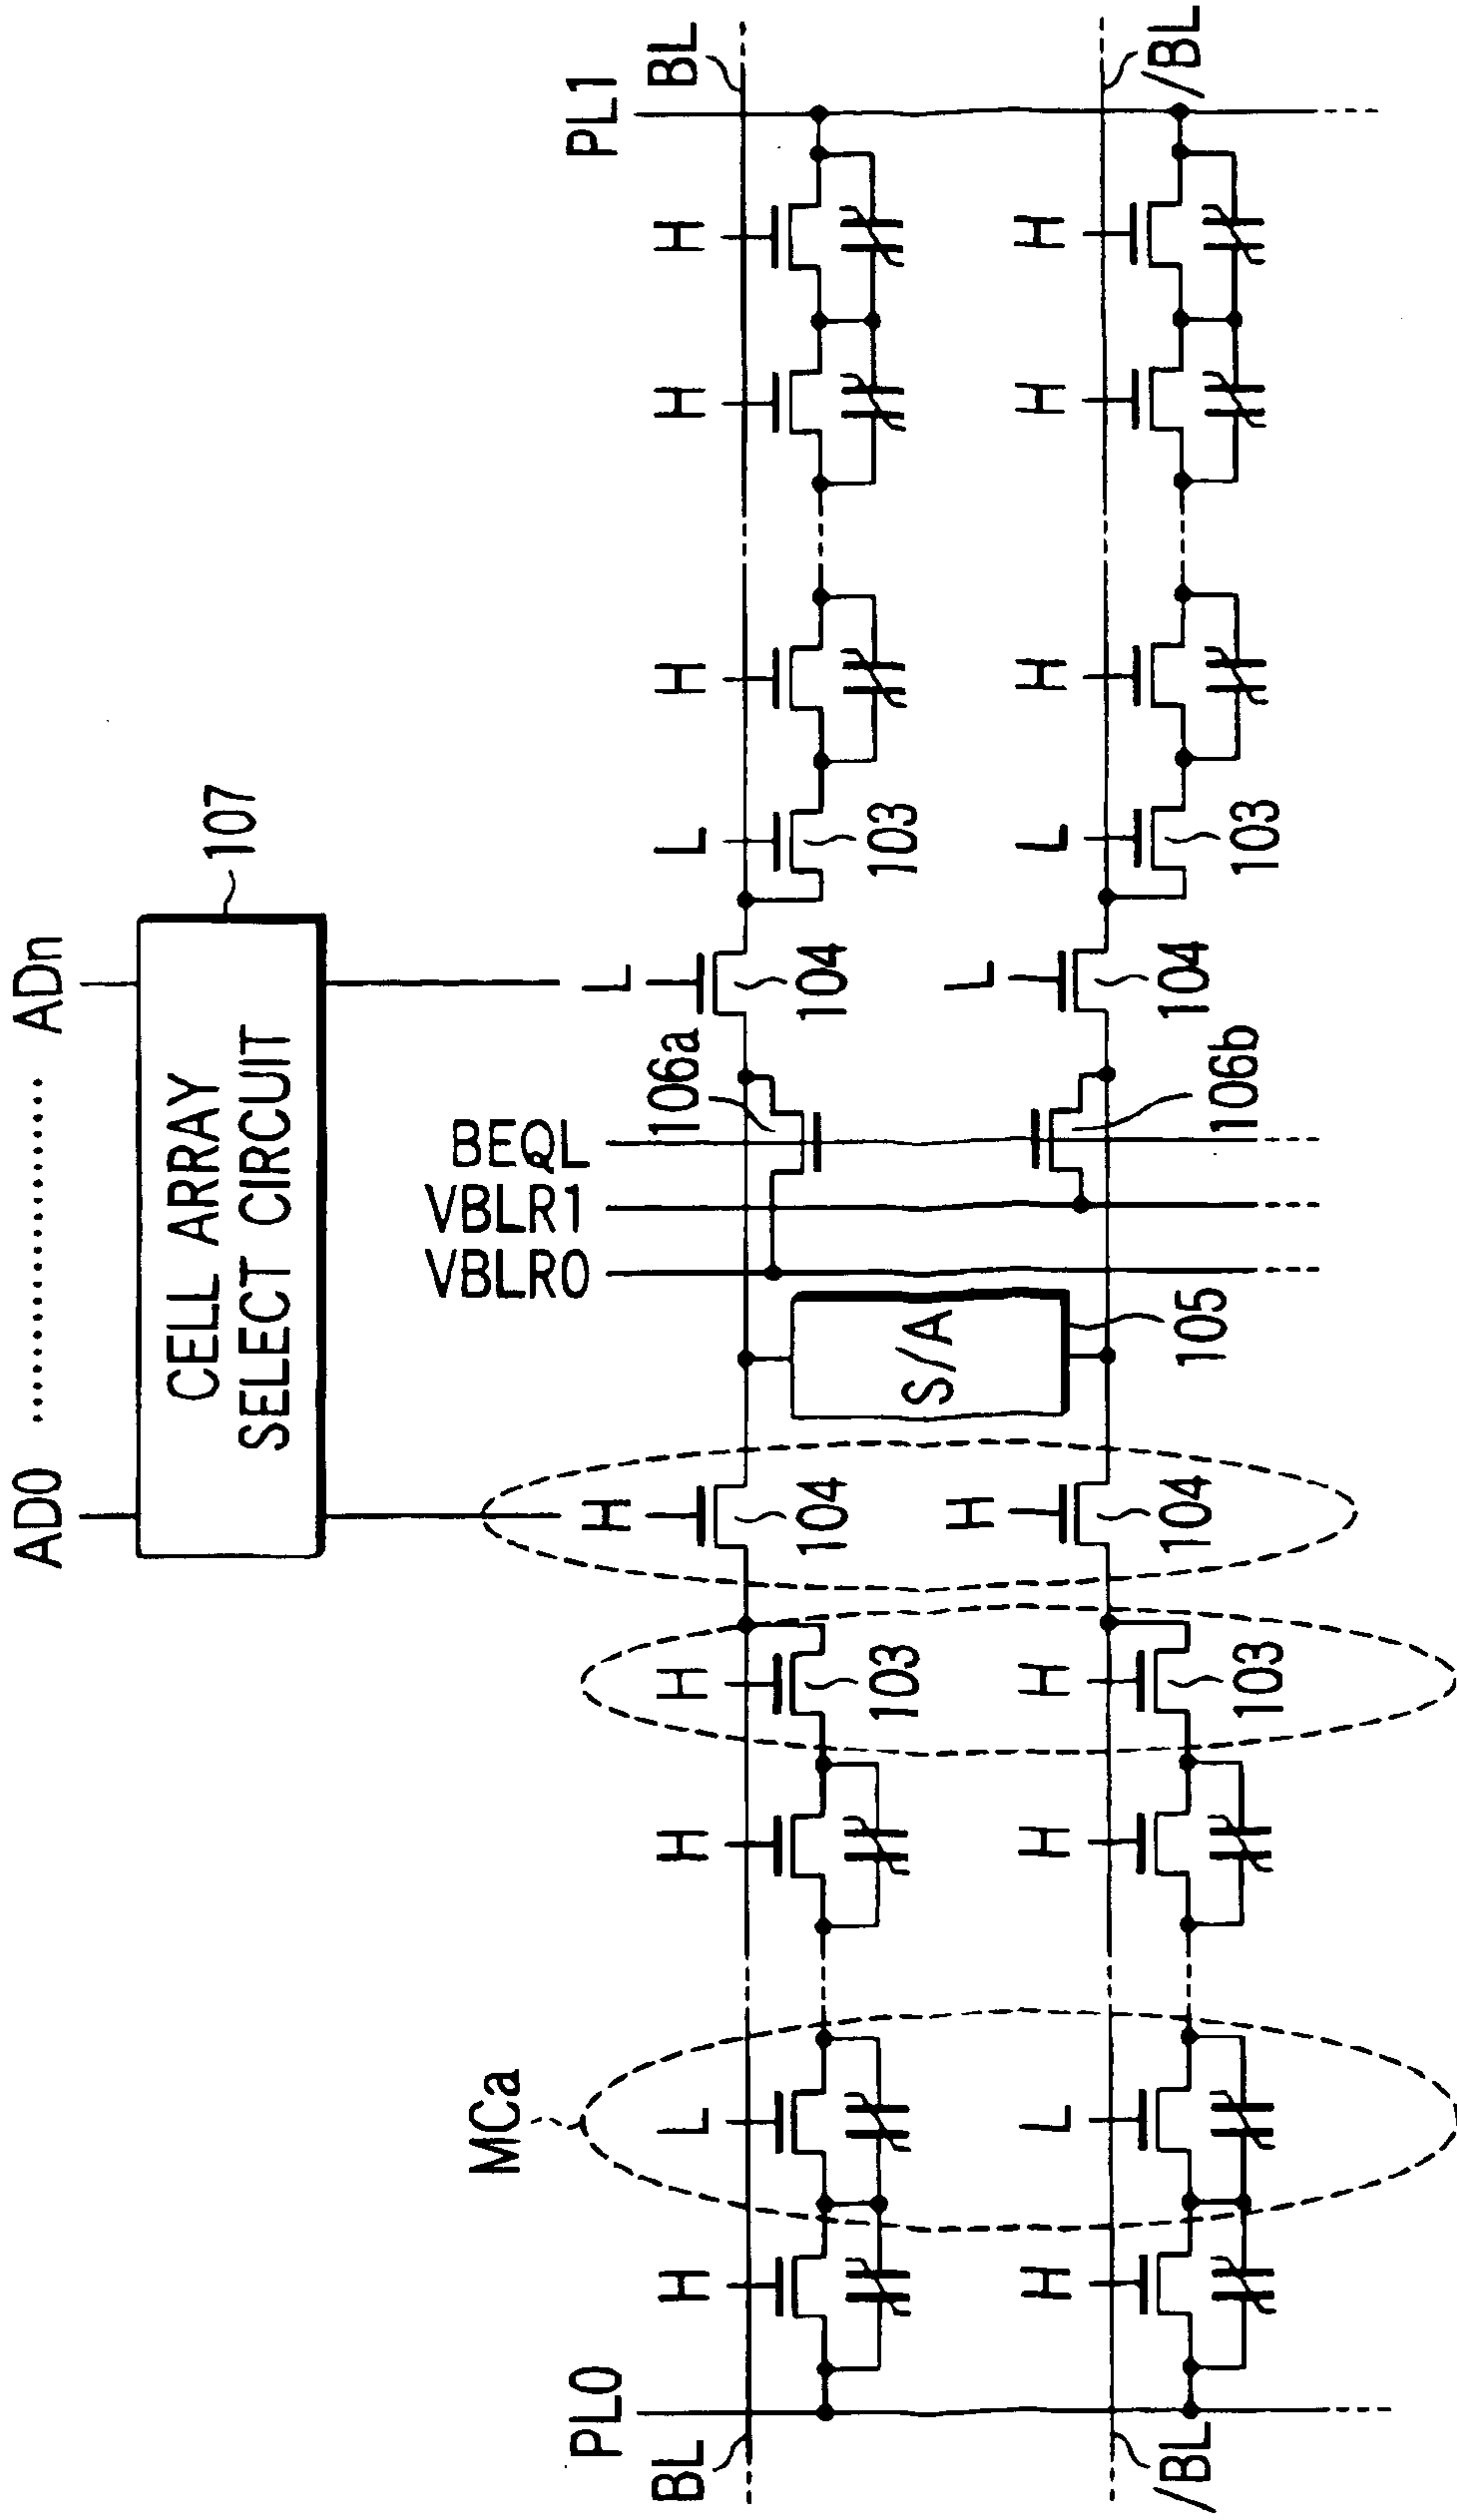 AD0 ADn
CELL ARRAY
SELECT CIRCUIT
107
MCa
BEQL
VBLR1
VBLR0
PL0
PL1
BL
H
L
H
H
H
104
103
S/A
106a
L
104
L
103
H
H
H
BL
/BL
H
L
H
H
103
H
104
105
106b
L
104
L
103
H
H
H
/BL